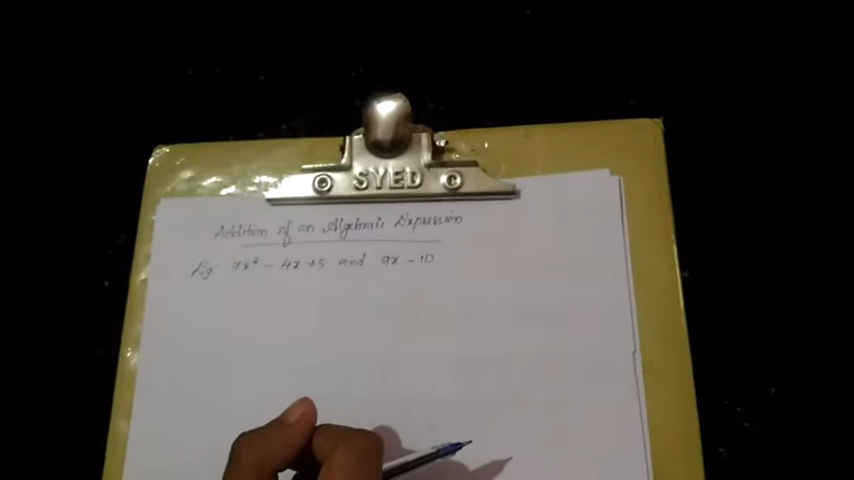 SYED
Addition of an Algebraic Expression
Eg: 7x² - 4x + 5 and 9x - 10